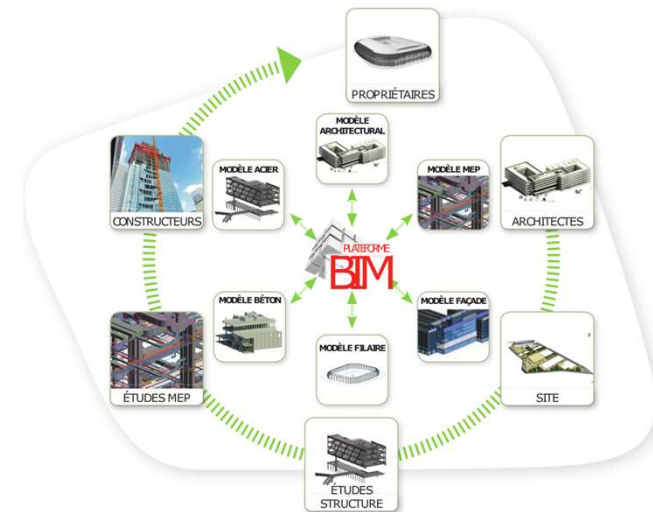 PROPRIÉTAIRES
MODÈLE
ARCHITECTURAL
MODÈLE ACIER
MODÈLE MEP
CONSTRUCTEURS
ARCHITECTES
PLATEFORME
BIM
MODÈLE BÉTON
MODÈLE FAÇADE
MODÈLE FILAIRE
ÉTUDES MEP
SITE
ÉTUDES
STRUCTURE